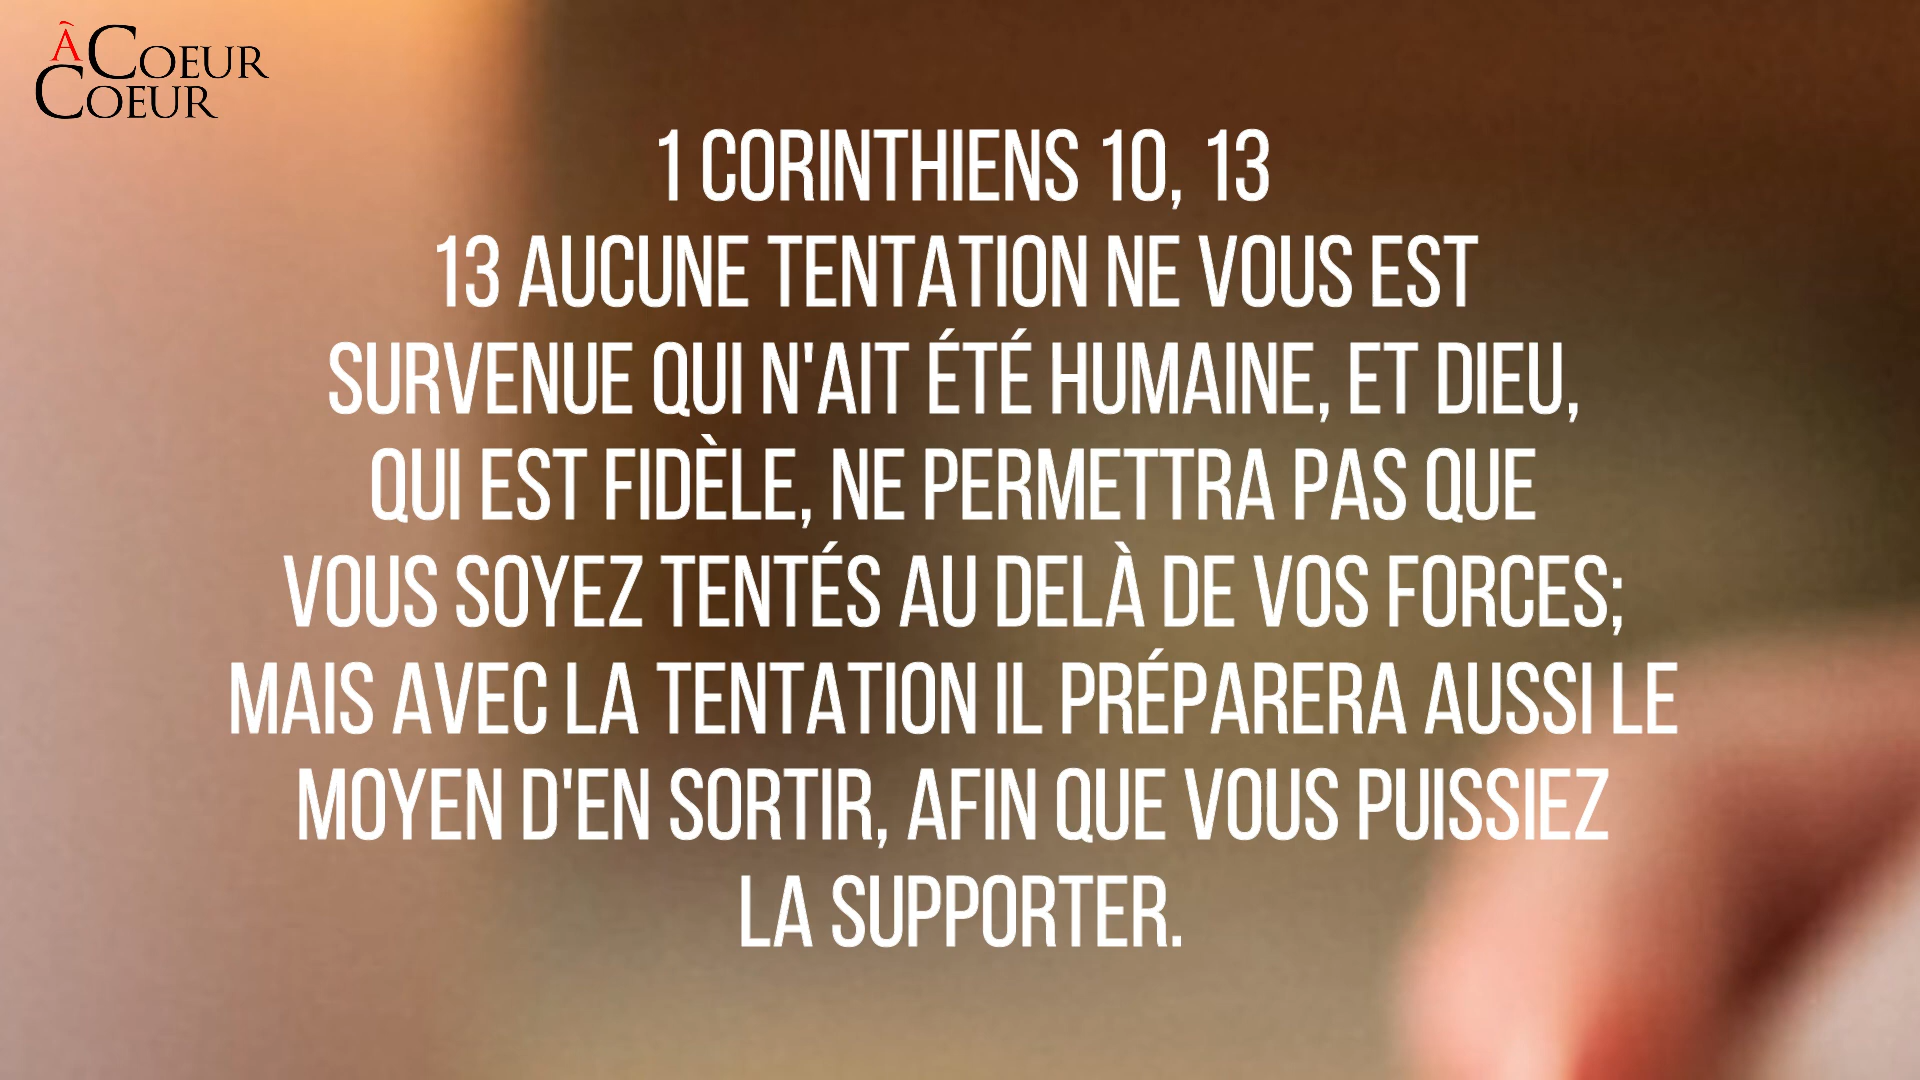 À COEUR
COEUR
1 CORINTHIENS 10, 13
13 AUCUNE TENTATION NE VOUS EST
SURVENUE QUI N'AIT ÉTÉ HUMAINE, ET DIEU,
QUI EST FIDÈLE, NE PERMETTRA PAS QUE
VOUS SOYEZ TENTÉS AU DELÀ DE VOS FORCES;
MAIS AVEC LA TENTATION IL PRÉPARERA AUSSI LE
MOYEN D'EN SORTIR, AFIN QUE VOUS PUISSIEZ
LA SUPPORTER.